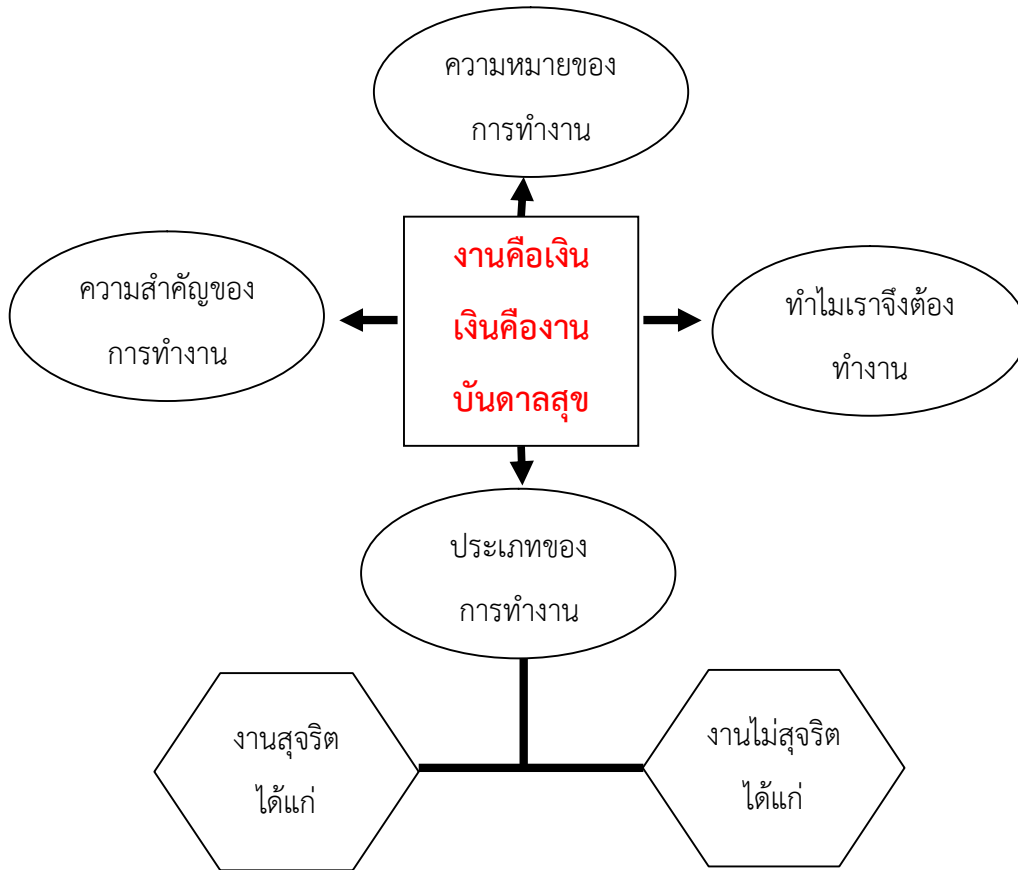 ความหมายของ
การทำงาน
งานคือเงิน
เงินคืองาน
บันดาลสุข
ความสำคัญของ
การทำงาน
ทำไมเราจึงต้อง
ทำงาน
ประเภทของ
การทำงาน
งานสุจริต
ได้แก่
งานไม่สุจริต
ได้แก่